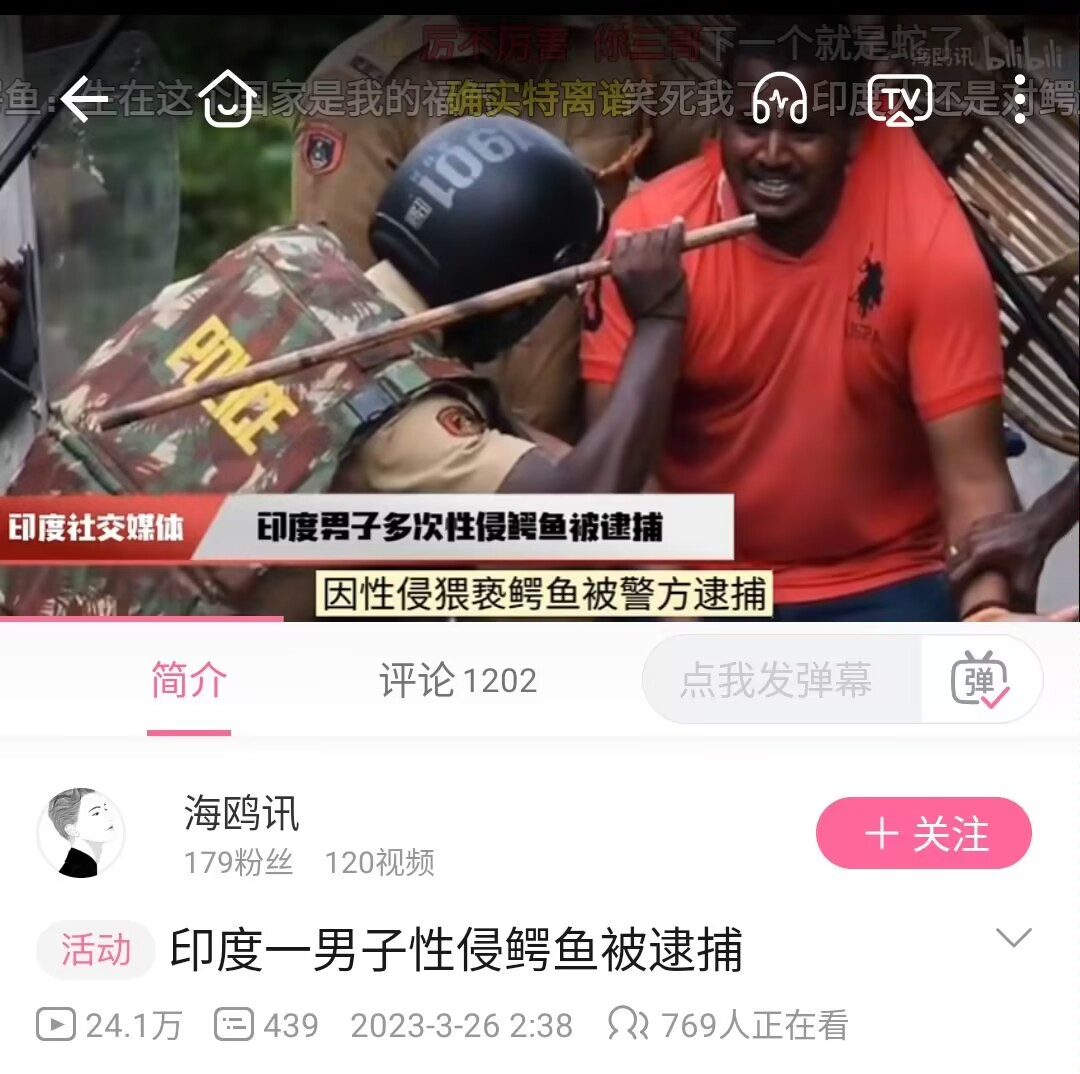 厉不厉害 你三哥
下一个就是蛇了
海鸥讯 bilibili
鱼：生在这个国家是我的福
确实特离谱
笑死我了
印度
还是对鳄
TV
1901
POLICE
USPA
印度社交媒体
印度男子多次性侵鳄鱼被逮捕
因性侵猥亵鳄鱼被警方逮捕
简介
评论 1202
点我发弹幕
弹
海鸥讯
179粉丝 120视频
＋ 关注
活动 印度一男子性侵鳄鱼被逮捕
24.1万 439 2023-3-26 2:38 769人正在看